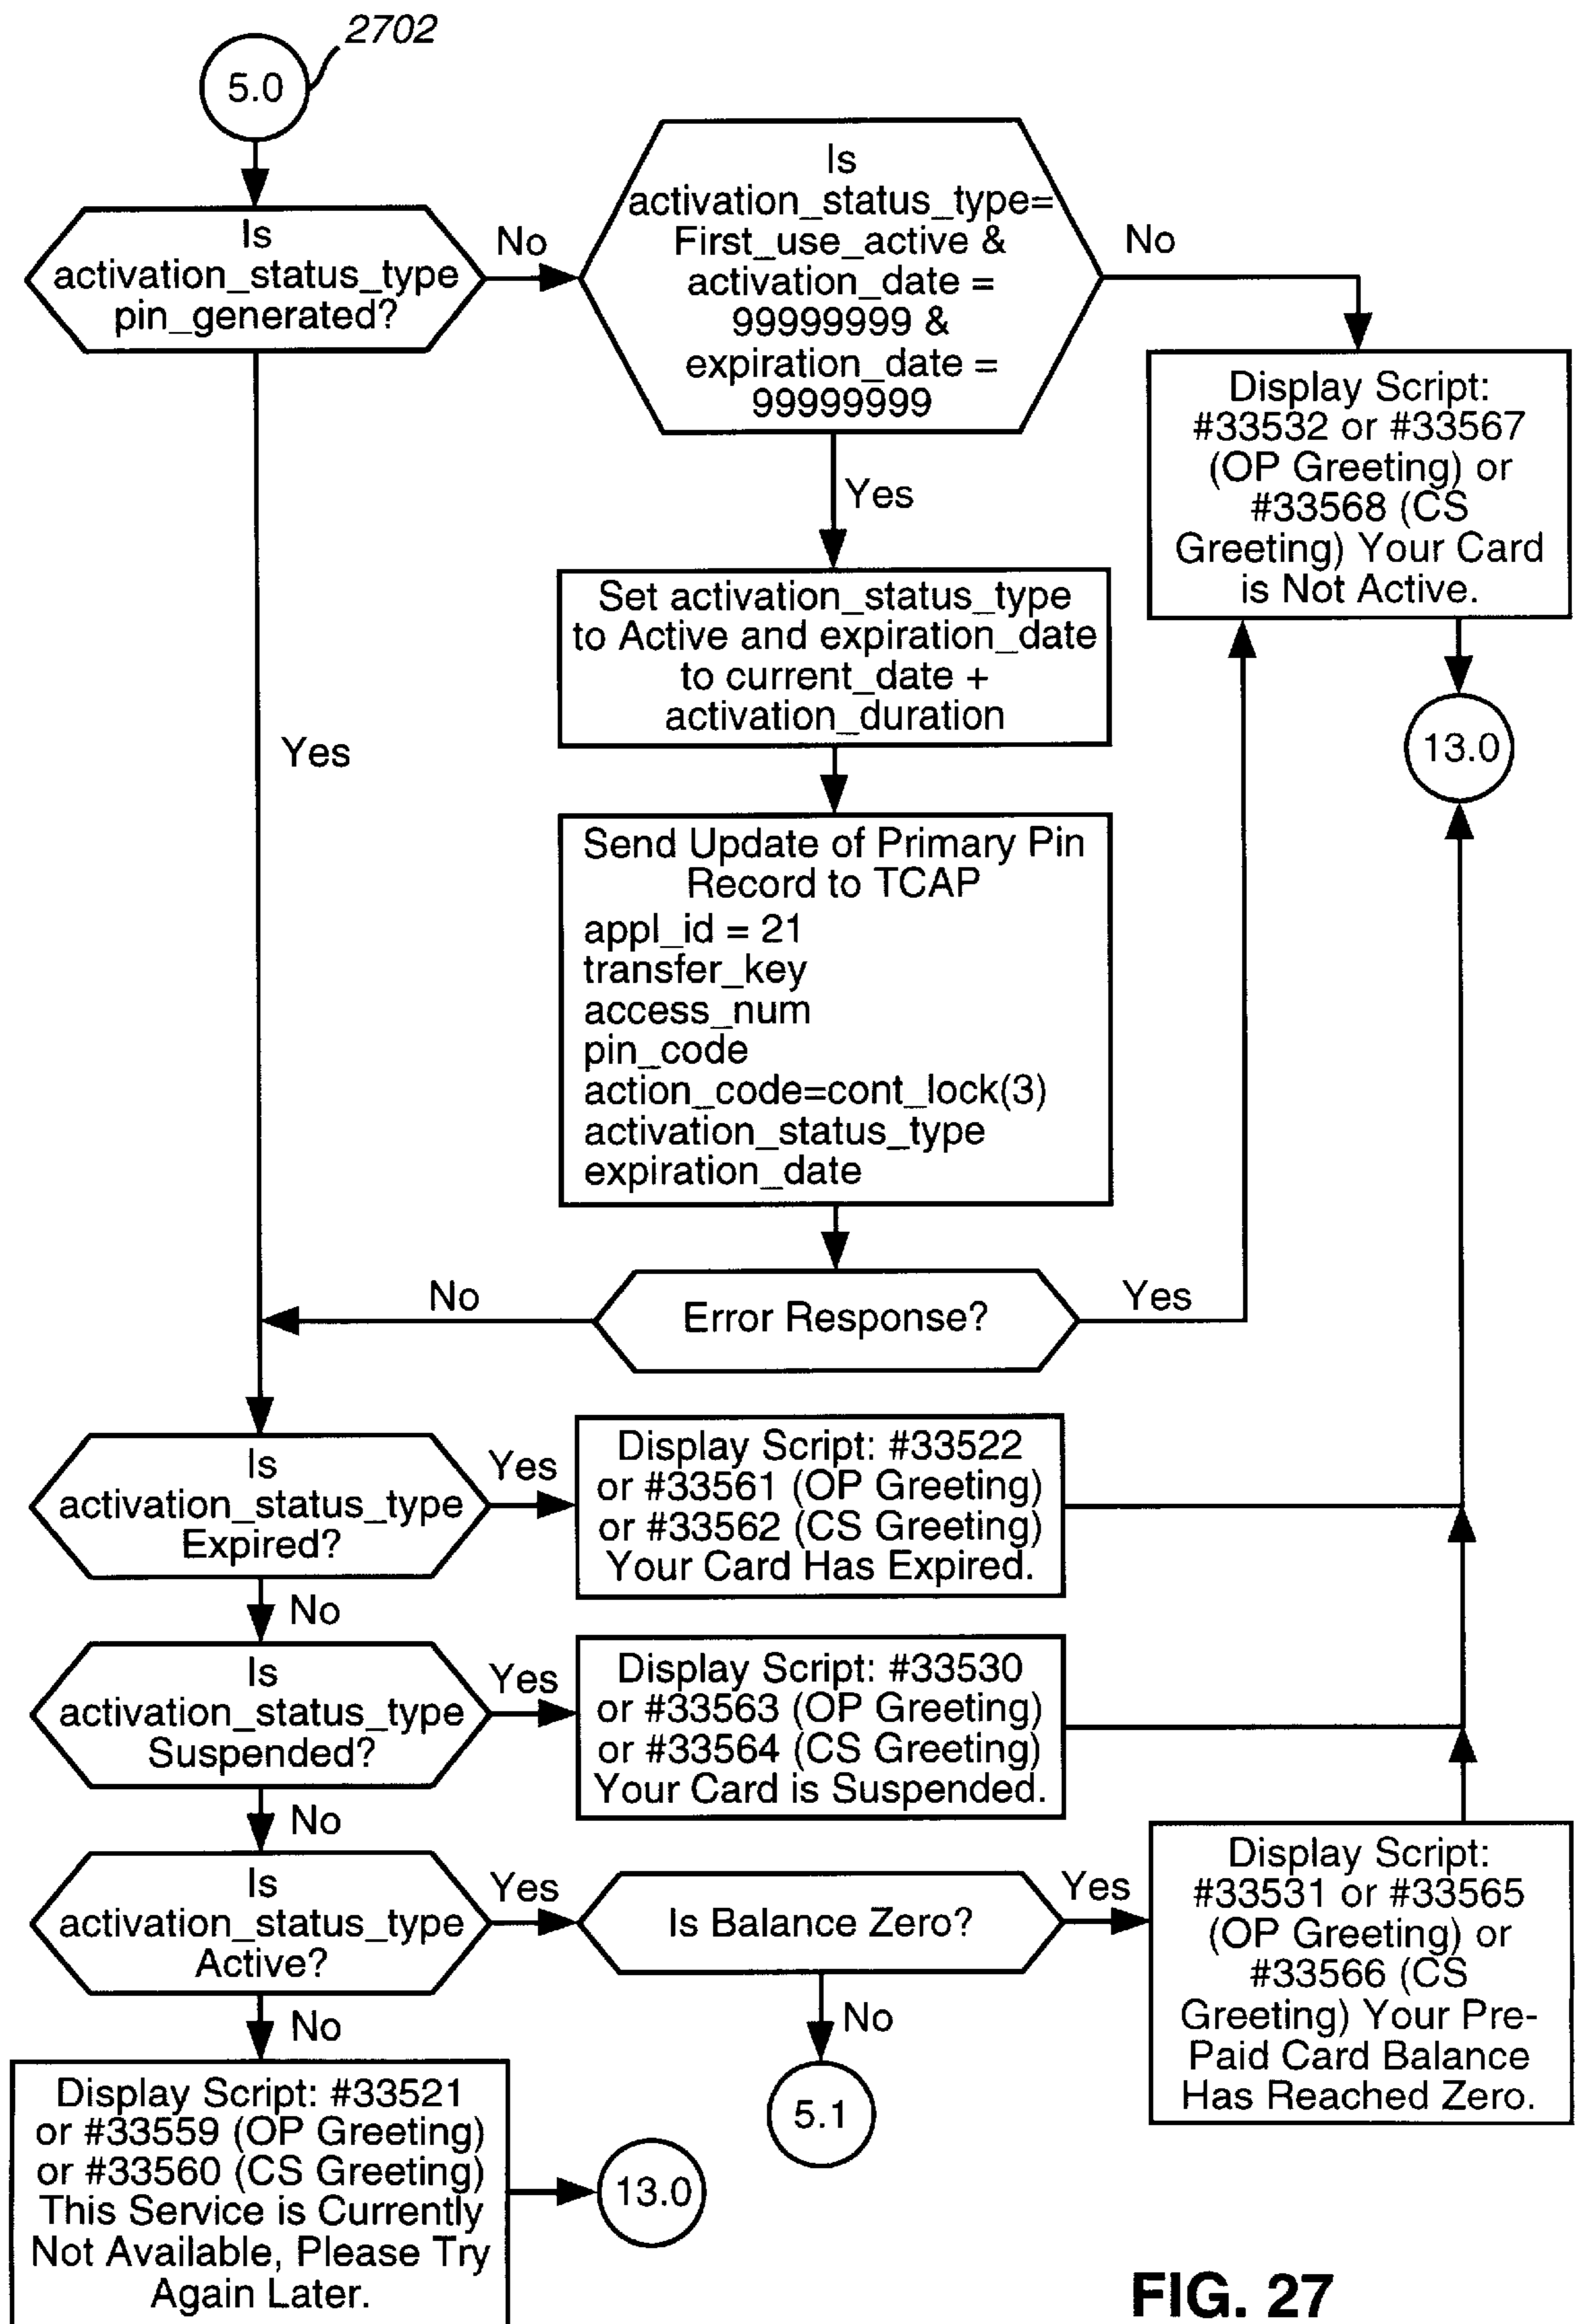 2702
5.0
Is
activation_status_type
pin_generated?
No
Is
activation_status_type=
First_use_active &
activation_date =
99999999 &
expiration_date =
99999999
No
Display Script:
#33532 or #33567
(OP Greeting) or
#33568 (CS
Greeting) Your Card
is Not Active.
13.0
Yes
Yes
Set activation_status_type
to Active and expiration_date
to current_date +
activation_duration
Send Update of Primary Pin
Record to TCAP
appl_id = 21
transfer_key
access_num
pin_code
action_code=cont_lock(3)
activation_status_type
expiration_date
No
Error Response?
Yes
Is
activation_status_type
Expired?
Yes
Display Script: #33522
or #33561 (OP Greeting)
or #33562 (CS Greeting)
Your Card Has Expired.
No
Is
activation_status_type
Suspended?
Yes
Display Script: #33530
or #33563 (OP Greeting)
or #33564 (CS Greeting)
Your Card is Suspended.
No
Is
activation_status_type
Active?
Yes
Is Balance Zero?
Yes
Display Script:
#33531 or #33565
(OP Greeting) or
#33566 (CS
Greeting) Your Pre-
Paid Card Balance
Has Reached Zero.
No
5.1
No
Display Script: #33521
or #33559 (OP Greeting)
or #33560 (CS Greeting)
This Service is Currently
Not Available, Please Try
Again Later.
13.0
FIG. 27